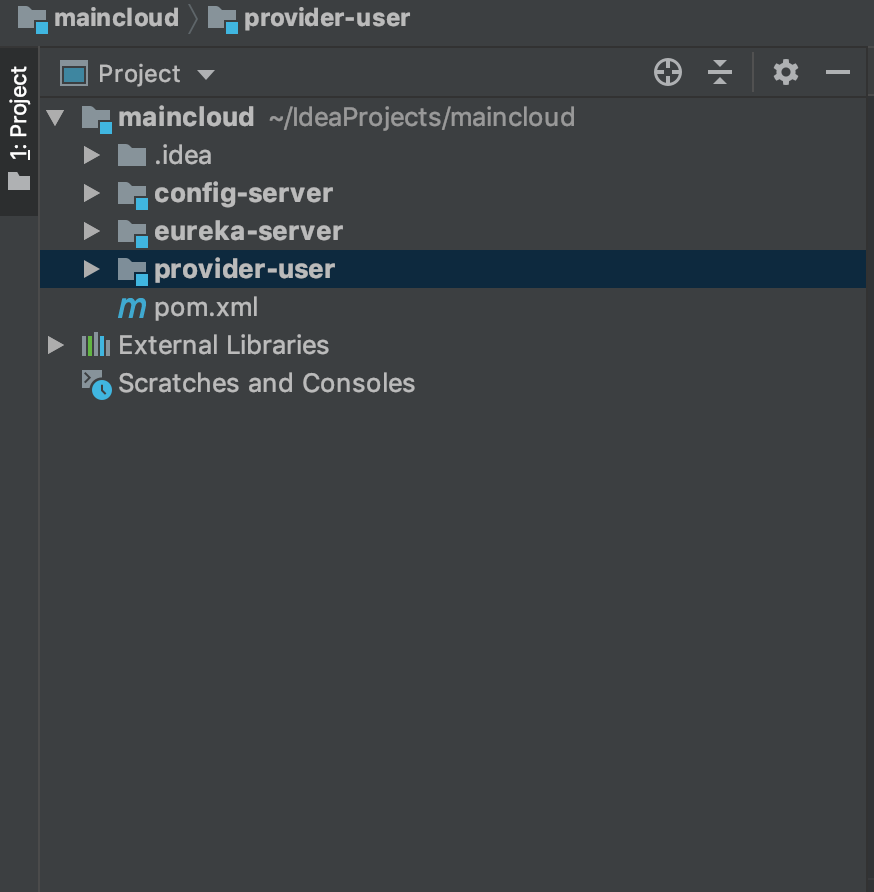 maincloud provider-user
1: Project
Project
maincloud ~/IdeaProjects/maincloud
.idea
config-server
eureka-server
provider-user
m pom.xml
External Libraries
Scratches and Consoles